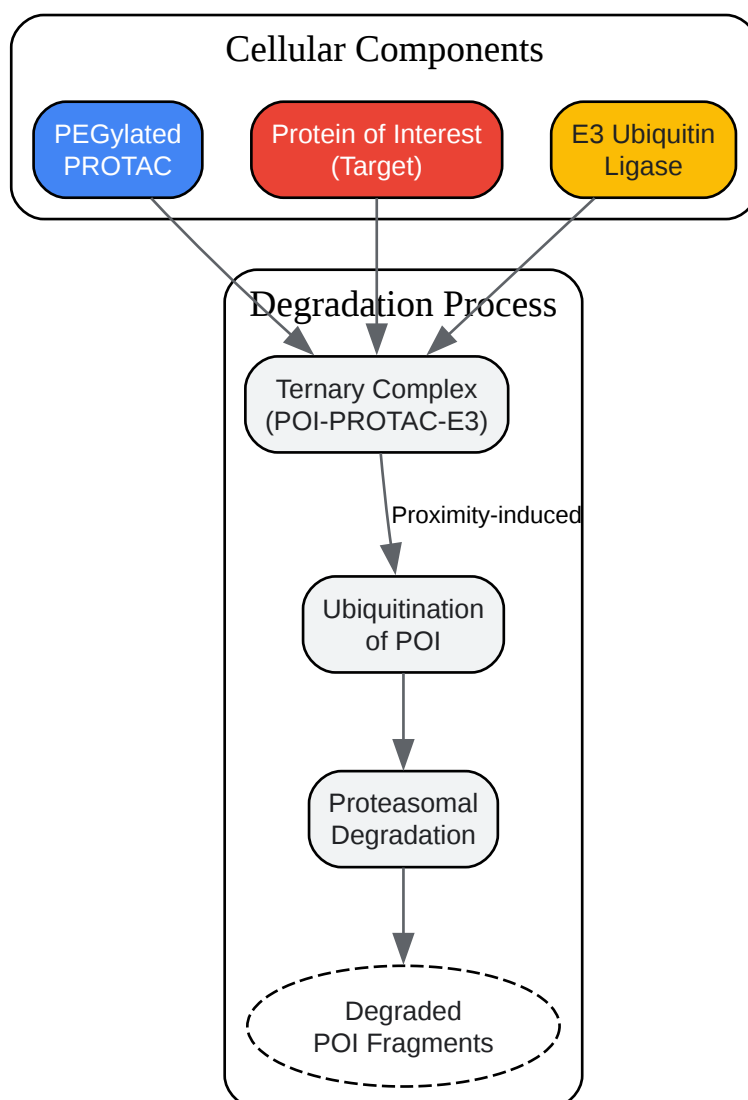 Cellular Components
PEGylated
PROTAC
Protein of Interest
(Target)
E3 Ubiquitin
Ligase
Degradation Process
Ternary Complex
(POI-PROTAC-E3)
Proximity-induced
Ubiquitination
of POI
Proteasomal
Degradation
Degraded
POI Fragments